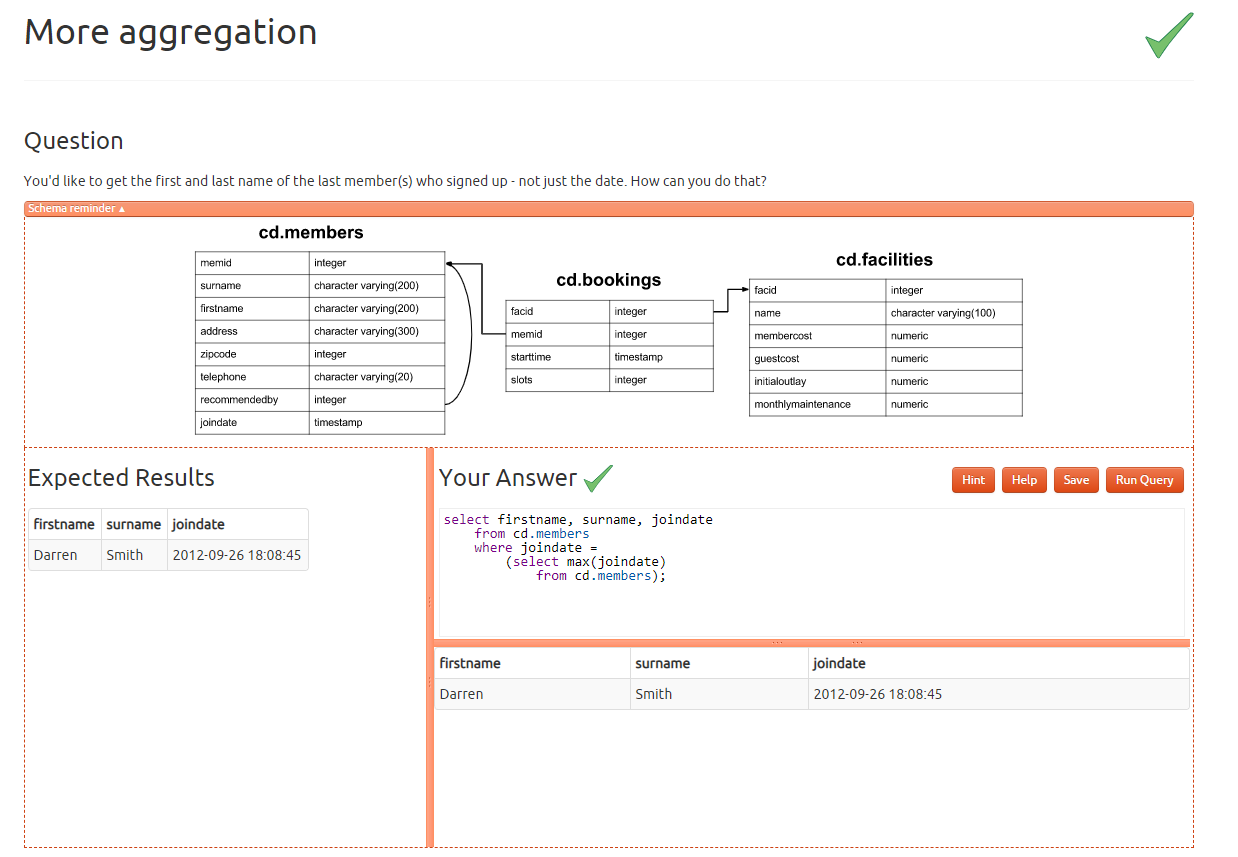 More aggregation
Question
You'd like to get the first and last name of the last member(s) who signed up - not just the date. How can you do that?
Schema reminder ▲
cd.members
memid integer
surname character varying(200)
firstname character varying(200)
address character varying(300)
zipcode integer
telephone character varying(20)
recommendedby integer
joindate timestamp
cd.bookings
facid integer
memid integer
starttime timestamp
slots integer
cd.facilities
facid integer
name character varying(100)
membercost numeric
guestcost numeric
initialoutlay numeric
monthlymaintenance numeric
Expected Results
firstname surname joindate
Darren Smith 2012-09-26 18:08:45
Your Answer
Hint Help Save Run Query
select firstname, surname, joindate
from cd.members
where joindate =
(select max(joindate)
from cd.members);
firstname surname joindate
Darren Smith 2012-09-26 18:08:45